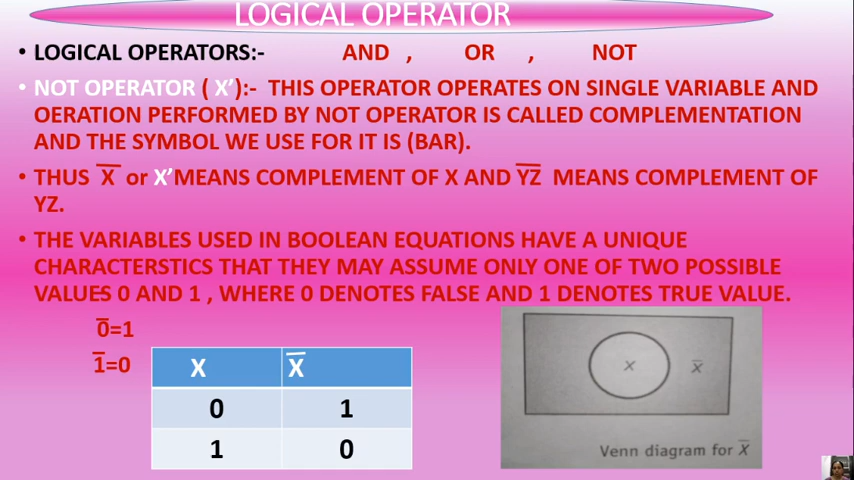 LOGICAL OPERATOR
• LOGICAL OPERATORS:- AND , OR , NOT
• NOT OPERATOR ( X’):- THIS OPERATOR OPERATES ON SINGLE VARIABLE AND
OERATION PERFORMED BY NOT OPERATOR IS CALLED COMPLEMENTATION
AND THE SYMBOL WE USE FOR IT IS (BAR).
• THUS X̅ or X’MEANS COMPLEMENT OF X AND Y̅Z̅ MEANS COMPLEMENT OF
YZ.
• THE VARIABLES USED IN BOOLEAN EQUATIONS HAVE A UNIQUE
CHARACTERSTICS THAT THEY MAY ASSUME ONLY ONE OF TWO POSSIBLE
VALUES 0 AND 1 , WHERE 0 DENOTES FALSE AND 1 DENOTES TRUE VALUE.
0̅=1
1̅=0
X X̅
0 1
1 0
x x̅
Venn diagram for X̅